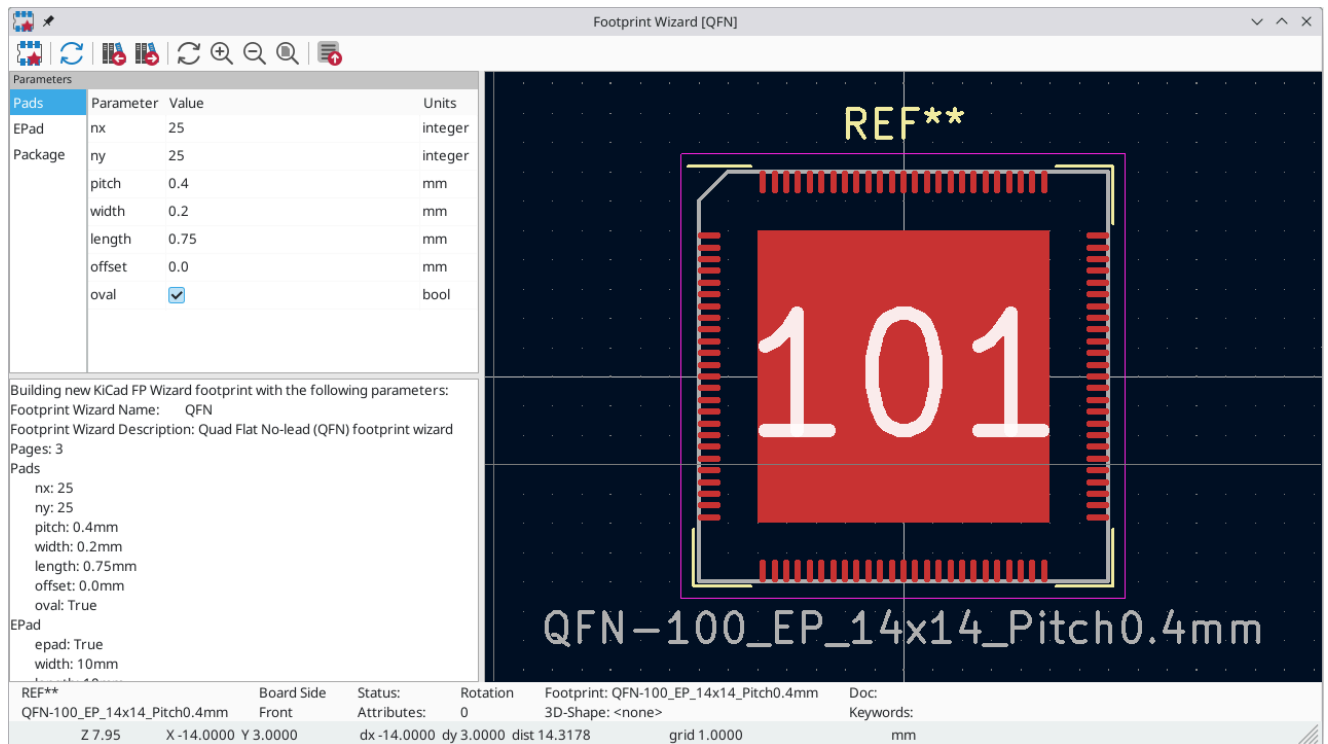 Footprint Wizard [QFN]
Parameters
Pads
EPad
Package
Parameter Value Units
nx 25 integer
ny 25 integer
pitch 0.4 mm
width 0.2 mm
length 0.75 mm
offset 0.0 mm
oval bool
Building new KiCad FP Wizard footprint with the following parameters:
Footprint Wizard Name: QFN
Footprint Wizard Description: Quad Flat No-lead (QFN) footprint wizard
Pages: 3
Pads
nx: 25
ny: 25
pitch: 0.4mm
width: 0.2mm
length: 0.75mm
offset: 0.0mm
oval: True
EPad
epad: True
width: 10mm
REF**
101
QFN-100_EP_14x14_Pitch0.4mm
REF** Board Side Status: Rotation Footprint: QFN-100_EP_14x14_Pitch0.4mm Doc:
QFN-100_EP_14x14_Pitch0.4mm Front Attributes: 0 3D-Shape: <none> Keywords:
Z 7.95 X -14.0000 Y 3.0000 dx -14.0000 dy 3.0000 dist 14.3178 grid 1.0000 mm